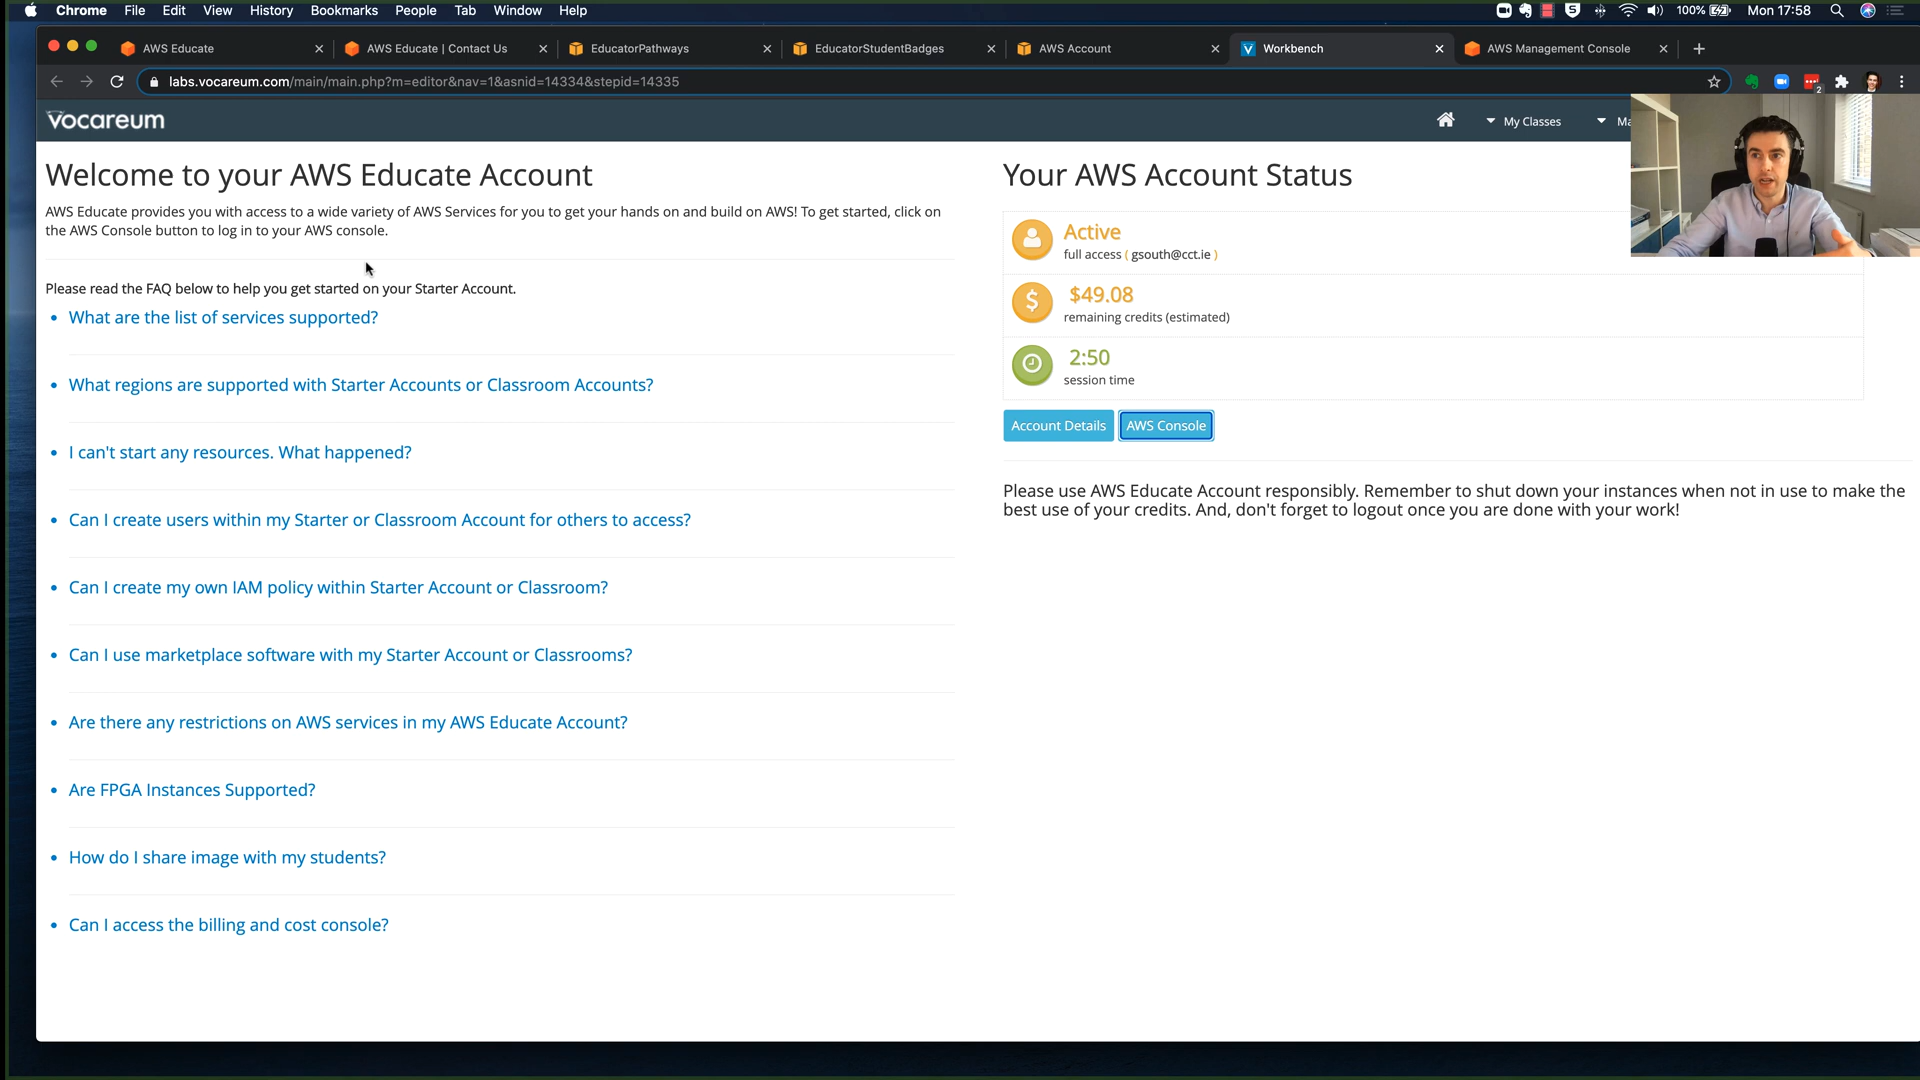 Chrome File Edit View History Bookmarks People Tab Window Help 100% Mon 17:58
AWS Educate AWS Educate | Contact Us EducatorPathways EducatorStudentBadges AWS Account Workbench AWS Management Console
labs.vocareum.com/main/main.php?m=editor&nav=1&asnid=14334&stepid=14335
2
vocareum My Classes Ma
Welcome to your AWS Educate Account
AWS Educate provides you with access to a wide variety of AWS Services for you to get your hands on and build on AWS! To get started, click on
the AWS Console button to log in to your AWS console.
Please read the FAQ below to help you get started on your Starter Account.
• What are the list of services supported?
• What regions are supported with Starter Accounts or Classroom Accounts?
• I can't start any resources. What happened?
• Can I create users within my Starter or Classroom Account for others to access?
• Can I create my own IAM policy within Starter Account or Classroom?
• Can I use marketplace software with my Starter Account or Classrooms?
• Are there any restrictions on AWS services in my AWS Educate Account?
• Are FPGA Instances Supported?
• How do I share image with my students?
• Can I access the billing and cost console?
Your AWS Account Status
Active
full access ( gsouth@cct.ie )
$49.08
remaining credits (estimated)
2:50
session time
Account Details AWS Console
Please use AWS Educate Account responsibly. Remember to shut down your instances when not in use to make the
best use of your credits. And, don't forget to logout once you are done with your work!